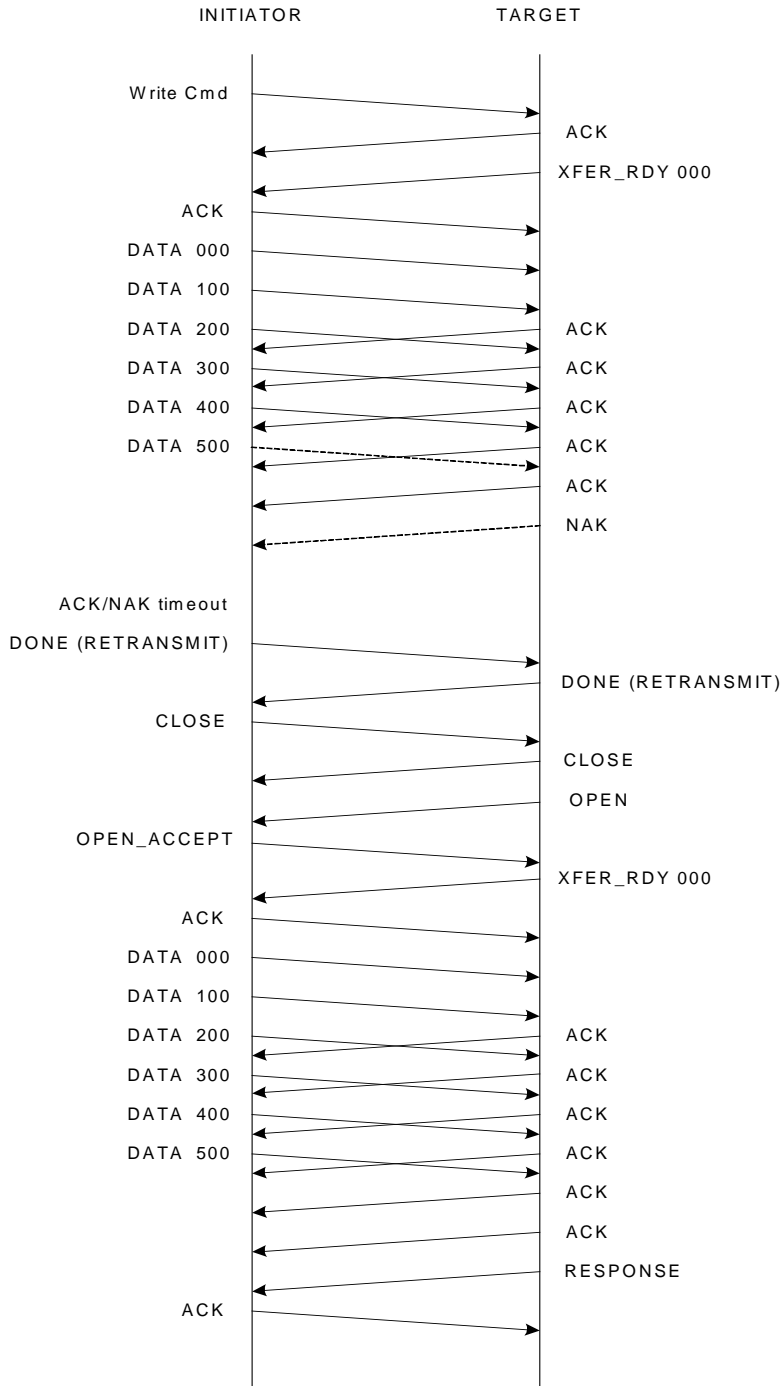 INITIATOR TARGET
Write Cmd
ACK
XFER_RDY 000
ACK
DATA 000
DATA 100
DATA 200 ACK
DATA 300 ACK
DATA 400 ACK
DATA 500 ACK
ACK
NAK
ACK/NAK timeout
DONE (RETRANSMIT)
DONE (RETRANSMIT)
CLOSE
CLOSE
OPEN
OPEN_ACCEPT
XFER_RDY 000
ACK
DATA 000
DATA 100
DATA 200 ACK
DATA 300 ACK
DATA 400 ACK
DATA 500 ACK
ACK
ACK
RESPONSE
ACK